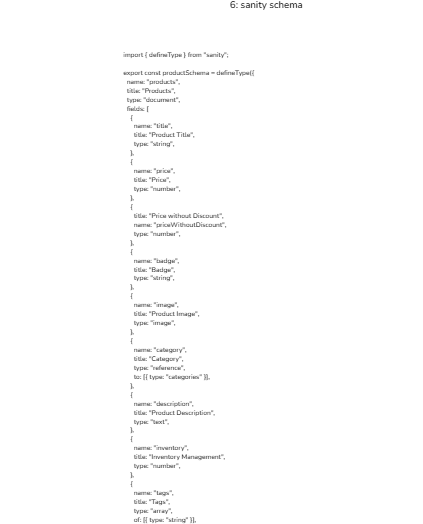 6: sanity schema
import { defineType } from "sanity";
export const productSchema = defineType({
name: "products",
title: "Products",
type: "document",
fields: [
{
name: "title",
title: "Product Title",
type: "string",
},
{
name: "price",
title: "Price",
type: "number",
},
{
title: "Price without Discount",
name: "priceWithoutDiscount",
type: "number",
},
{
name: "badge",
title: "Badge",
type: "string",
},
{
name: "image",
title: "Product Image",
type: "image",
},
{
name: "category",
title: "Category",
type: "reference",
to: [{ type: "categories" }],
},
{
name: "description",
title: "Product Description",
type: "text",
},
{
name: "inventory",
title: "Inventory Management",
type: "number",
},
{
name: "tags",
title: "Tags",
type: "array",
of: [{ type: "string" }],